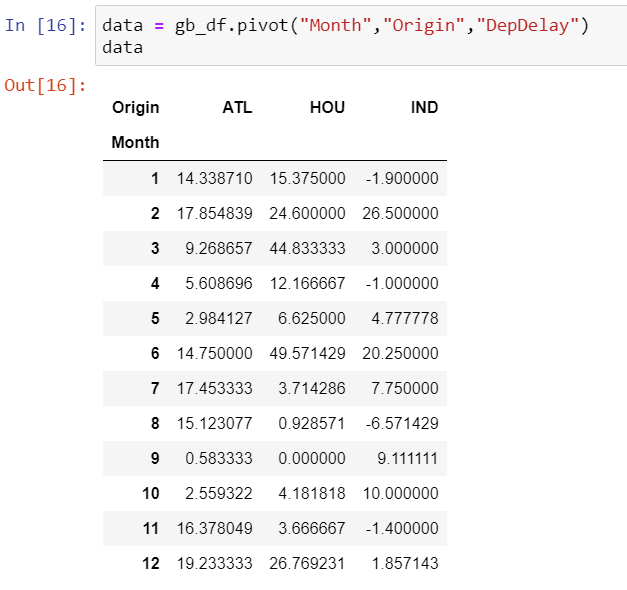 In [16]: data = gb_df.pivot("Month","Origin","DepDelay")
data
Out[16]:
Origin ATL HOU IND
Month
1 14.338710 15.375000 -1.900000
2 17.854839 24.600000 26.500000
3 9.268657 44.833333 3.000000
4 5.608696 12.166667 -1.000000
5 2.984127 6.625000 4.777778
6 14.750000 49.571429 20.250000
7 17.453333 3.714286 7.750000
8 15.123077 0.928571 -6.571429
9 0.583333 0.000000 9.111111
10 2.559322 4.181818 10.000000
11 16.378049 3.666667 -1.400000
12 19.233333 26.769231 1.857143